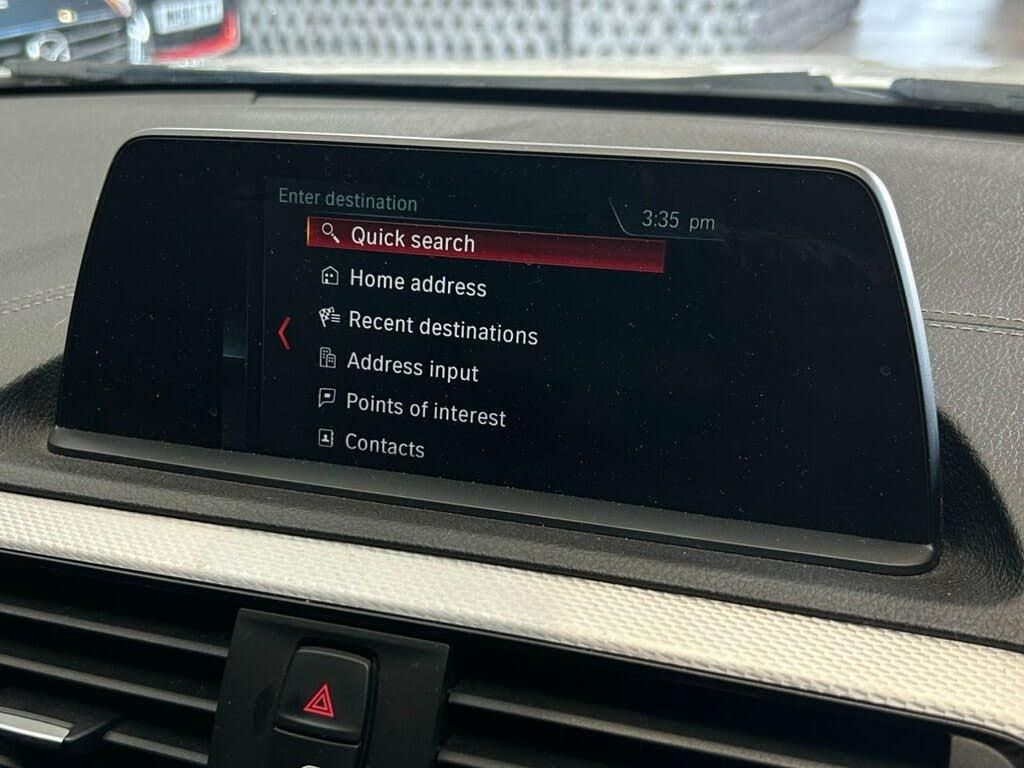 Enter destination
3:35 pm
Quick search
Home address
Recent destinations
Address input
Points of interest
Contacts